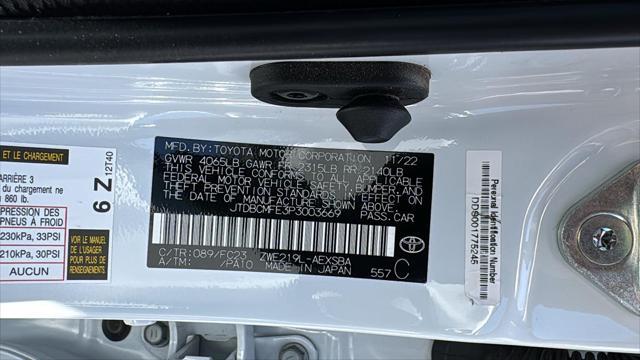 MFD. BY: TOYOTA MOTOR CORPORATION 11/22
GVWR 4065LB GAWR FR 2315LB RR 2140LB
THIS VEHICLE CONFORMS TO ALL APPLICABLE
FEDERAL MOTOR VEHICLE SAFETY, BUMPER, AND
THEFT PREVENTION STANDARDS IN EFFECT ON THE
DATE OF MANUFACTURE SHOWN ABOVE.
JTDBCMFE3P3003669 PASS. CAR
C/TR: 089/FC23 ZWE219L-AEXSBA
A/TM: /PA10 MADE IN JAPAN 557 C
TOYOTA
ET LE CHARGEMENT
ARRIÈRE 3
du chargement ne
u 860 lb.
PRESSION DES
PNEUS À FROID
230kPa, 33PSI
210kPa, 30PSI
AUCUN
VOIR LE MANUEL
POUR PLUS DE
RENSEIGNEMENTS
6 Z 12T40
Personal Identification Number